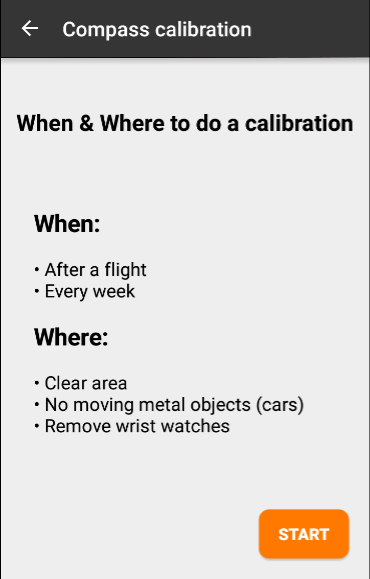 Compass calibration
When & Where to do a calibration
When:
• After a flight
• Every week
Where:
• Clear area
• No moving metal objects (cars)
• Remove wrist watches
START